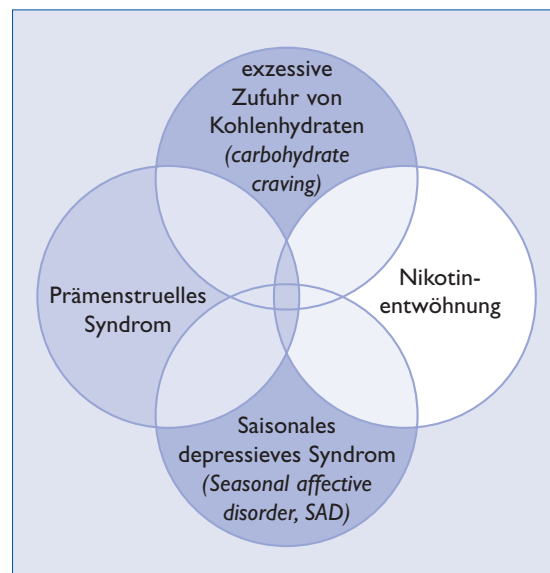 exzessive
Zufuhr von
Kohlenhydraten
(carbohydrate
craving)
Prämenstruelles
Syndrom
Nikotin-
entwöhnung
Saisonales
depressieves Syndrom
(Seasonal affective
disorder, SAD)